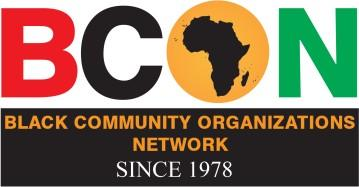 BCON
BLACK COMMUNITY ORGANIZATIONS
NETWORK
SINCE 1978